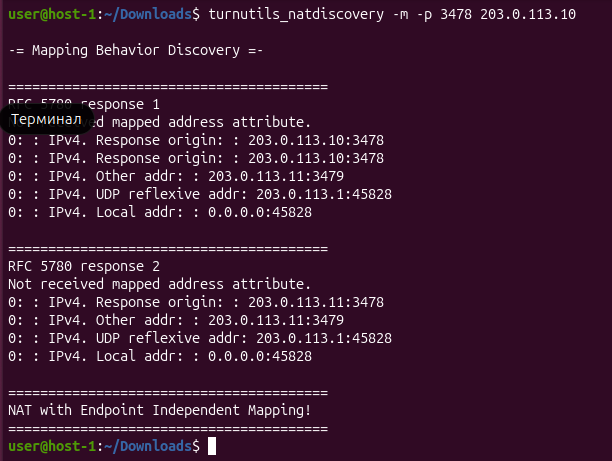 user@host-1:~/Downloads$ turnutils_natdiscovery -m -p 3478 203.0.113.10
-= Mapping Behavior Discovery =-
========================================
RFC 5780 response 1
Терминал
mapped address attribute.
0: : IPv4. Response origin: : 203.0.113.10:3478
0: : IPv4. Response origin: : 203.0.113.10:3478
0: : IPv4. Other addr: : 203.0.113.11:3479
0: : IPv4. UDP reflexive addr: 203.0.113.1:45828
0: : IPv4. Local addr: : 0.0.0.0:45828
========================================
RFC 5780 response 2
Not received mapped address attribute.
0: : IPv4. Response origin: : 203.0.113.11:3478
0: : IPv4. Other addr: : 203.0.113.11:3479
0: : IPv4. UDP reflexive addr: 203.0.113.1:45828
0: : IPv4. Local addr: : 0.0.0.0:45828
========================================
NAT with Endpoint Independent Mapping!
========================================
user@host-1:~/Downloads$